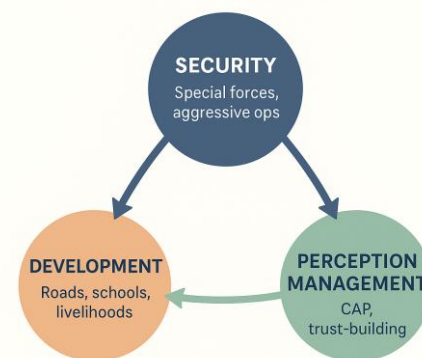 SECURITY
Special forces,
aggressive ops
DEVELOPMENT
Roads, schools,
livelihoods
PERCEPTION
MANAGEMENT
CAP,
trust-building